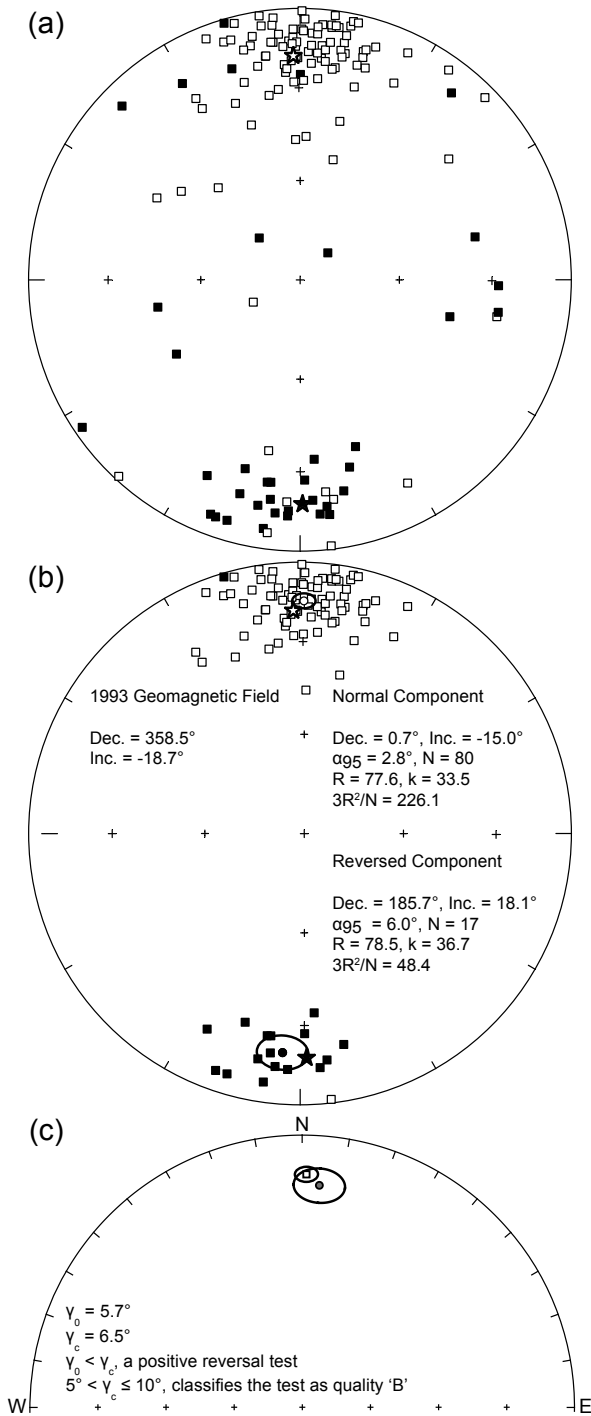 (a)
(b)
1993 Geomagnetic Field
Dec. = 358.5°
Inc. = -18.7°
Normal Component
Dec. = 0.7°, Inc. = -15.0°
α95 = 2.8°, N = 80
R = 77.6, k = 33.5
3R²/N = 226.1
Reversed Component
Dec. = 185.7°, Inc. = 18.1°
α95 = 6.0°, N = 17
R = 78.5, k = 36.7
3R²/N = 48.4
(c)
N
γ₀ = 5.7°
γc = 6.5°
γ₀ < γc, a positive reversal test
5° < γc ≤ 10°, classifies the test as quality ‘B’
W
E